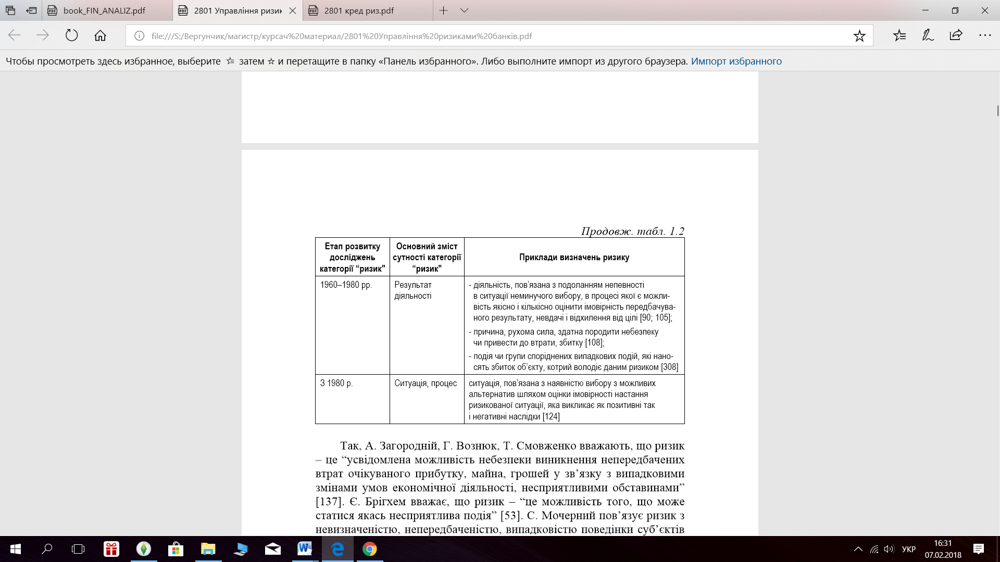 book_FIN_ANALIZ.pdf
2801 Управління ризик
2801 кред риз.pdf
file:///S:/Вергунчик/магистр/курсач%20материал/2801%20Управління%20ризиками%20банків.pdf
Чтобы просмотреть здесь избранное, выберите затем и перетащите в папку «Панель избранного». Либо выполните импорт из другого браузера. Импорт избранного
Продовж. табл. 1.2
Етап розвитку
досліджень
категорії “ризик"
Основний зміст
сутності категорії
“ризик"
Приклади визначень ризику
1960–1980 рр.
Результат
діяльності
- діяльність, пов’язана з подоланням непевності
в ситуації неминучого вибору, в процесі якої є можли-
вість якісно і кількісно оцінити імовірність передбачува-
ного результату, невдачі і відхилення від цілі [90; 105];
- причина, рухома сила, здатна породити небезпеку
чи привести до втрати, збитку [108];
- подія чи групи споріднених випадкових подій, які нано-
сять збиток об’єкту, котрий володіє даним ризиком [308]
З 1980 р.
Ситуація, процес
ситуація, пов’язана з наявністю вибору з можливих
альтернатив шляхом оцінки імовірності настання
ризикованої ситуації, яка викликає як позитивні так
і негативні наслідки [124]
Так, А. Загородній, Г. Вознюк, Т. Смовженко вважають, що ризик
– це “усвідомлена можливість небезпеки виникнення непередбачених
втрат очікуваного прибутку, майна, грошей у зв’язку з випадковими
змінами умов економічної діяльності, несприятливими обставинами”
[137]. Є. Брігхем вважає, що ризик – “це можливість того, що може
статися якась несприятлива подія” [53]. С. Мочерний пов’язує ризик з
невизначеністю, непередбаченістю, випадковістю поведінки суб’єктів
УКР
16:31
07.02.2018